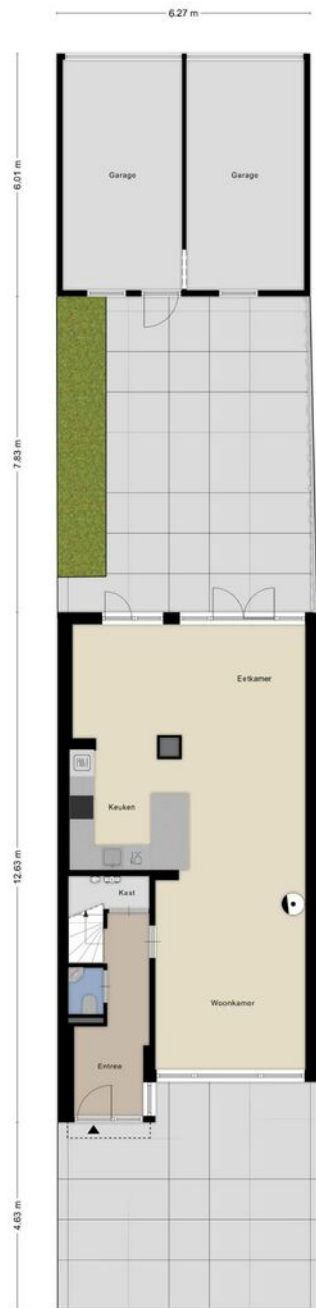 6.27 m
6.01 m
Garage
Garage
7.83 m
Eetkamer
Keuken
12.63 m
Kast
Woonkamer
Entree
4.63 m